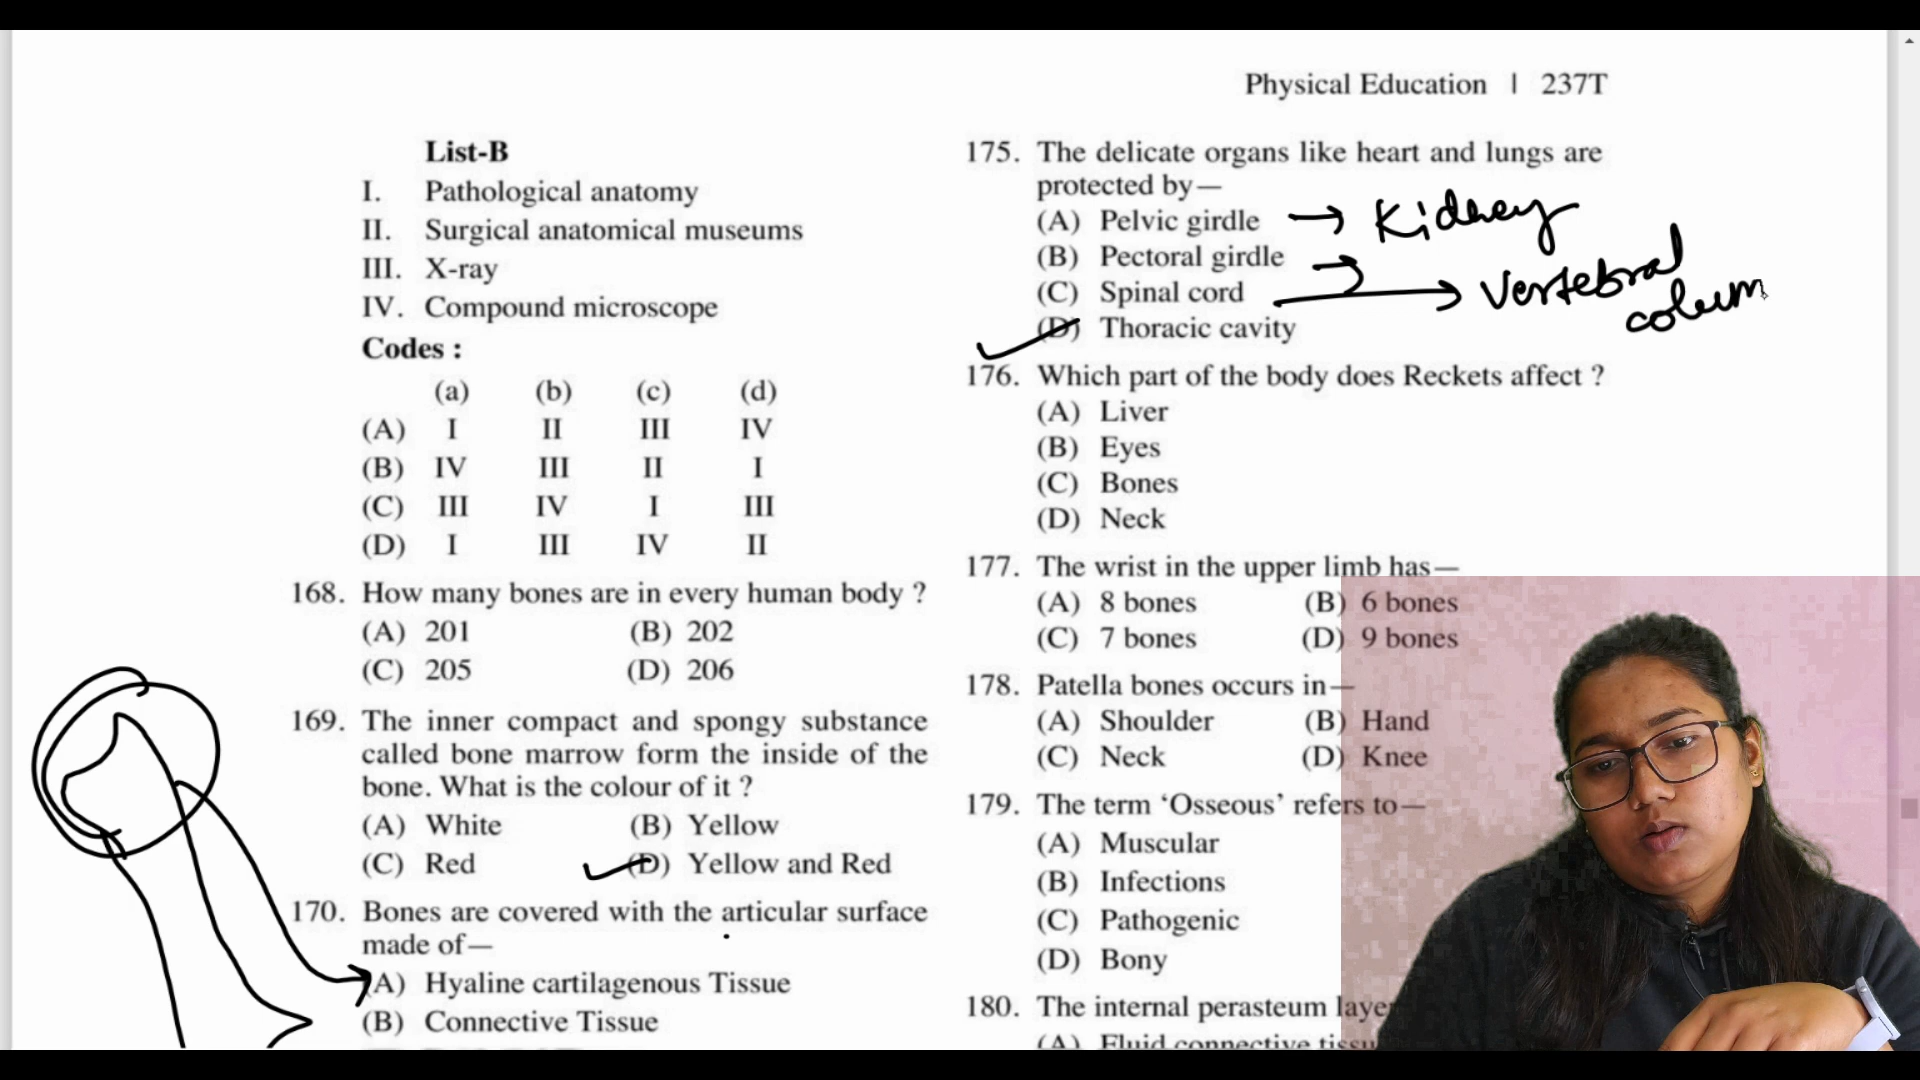 Physical Education | 237T
List-B
I. Pathological anatomy
II. Surgical anatomical museums
III. X-ray
IV. Compound microscope
Codes :
(a) (b) (c) (d)
(A) I II III IV
(B) IV III II I
(C) III IV I III
(D) I III IV II
168. How many bones are in every human body ?
(A) 201 (B) 202
(C) 205 (D) 206
169. The inner compact and spongy substance
called bone marrow form the inside of the
bone. What is the colour of it ?
(A) White (B) Yellow
(C) Red (D) Yellow and Red
170. Bones are covered with the articular surface
made of—
(A) Hyaline cartilagenous Tissue
(B) Connective Tissue
175. The delicate organs like heart and lungs are
protected by—
(A) Pelvic girdle → Kidney
(B) Pectoral girdle →
(C) Spinal cord → Vertebral
colum
(D) Thoracic cavity
176. Which part of the body does Reckets affect ?
(A) Liver
(B) Eyes
(C) Bones
(D) Neck
177. The wrist in the upper limb has—
(A) 8 bones (B) 6 bones
(C) 7 bones (D) 9 bones
178. Patella bones occurs in—
(A) Shoulder (B) Hand
(C) Neck (D) Knee
179. The term ‘Osseous’ refers to—
(A) Muscular
(B) Infections
(C) Pathogenic
(D) Bony
180. The internal perasteum laye
(A) Fluid connective tissu